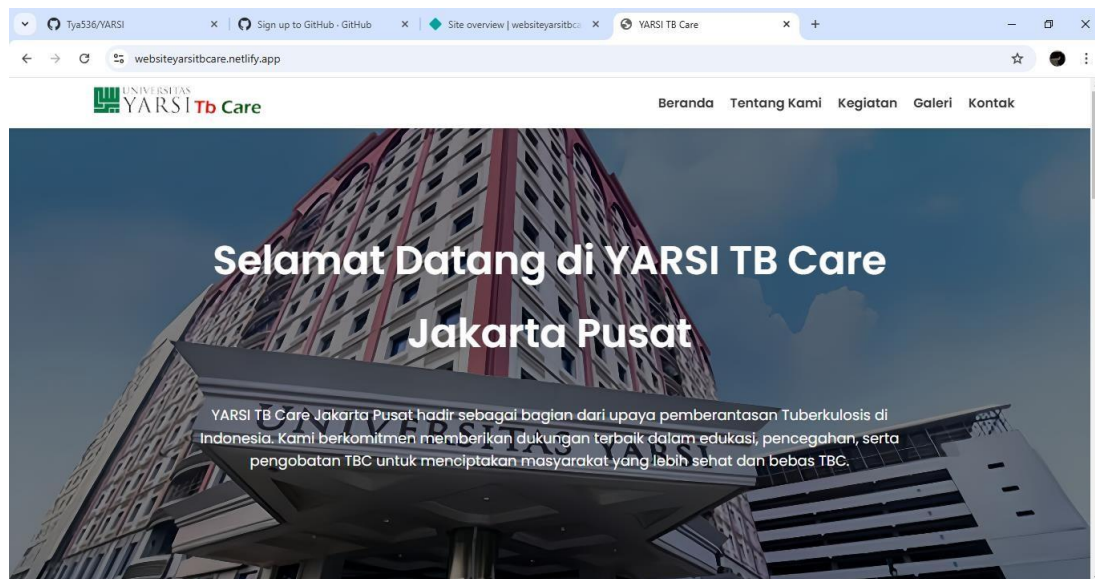 Tya536/YARSI
Sign up to GitHub · GitHub
Site overview | websiteyarsitbca
YARSI TB Care
websiteyarsitbcare.netlify.app
UNIVERSITAS
YARSI Tb Care
Beranda Tentang Kami Kegiatan Galeri Kontak
Selamat Datang di YARSI TB Care
Jakarta Pusat
YARSI TB Care Jakarta Pusat hadir sebagai bagian dari upaya pemberantasan Tuberkulosis di
Indonesia. Kami berkomitmen memberikan dukungan terbaik dalam edukasi, pencegahan, serta
pengobatan TBC untuk menciptakan masyarakat yang lebih sehat dan bebas TBC.
UNIVERSITAS YARSI